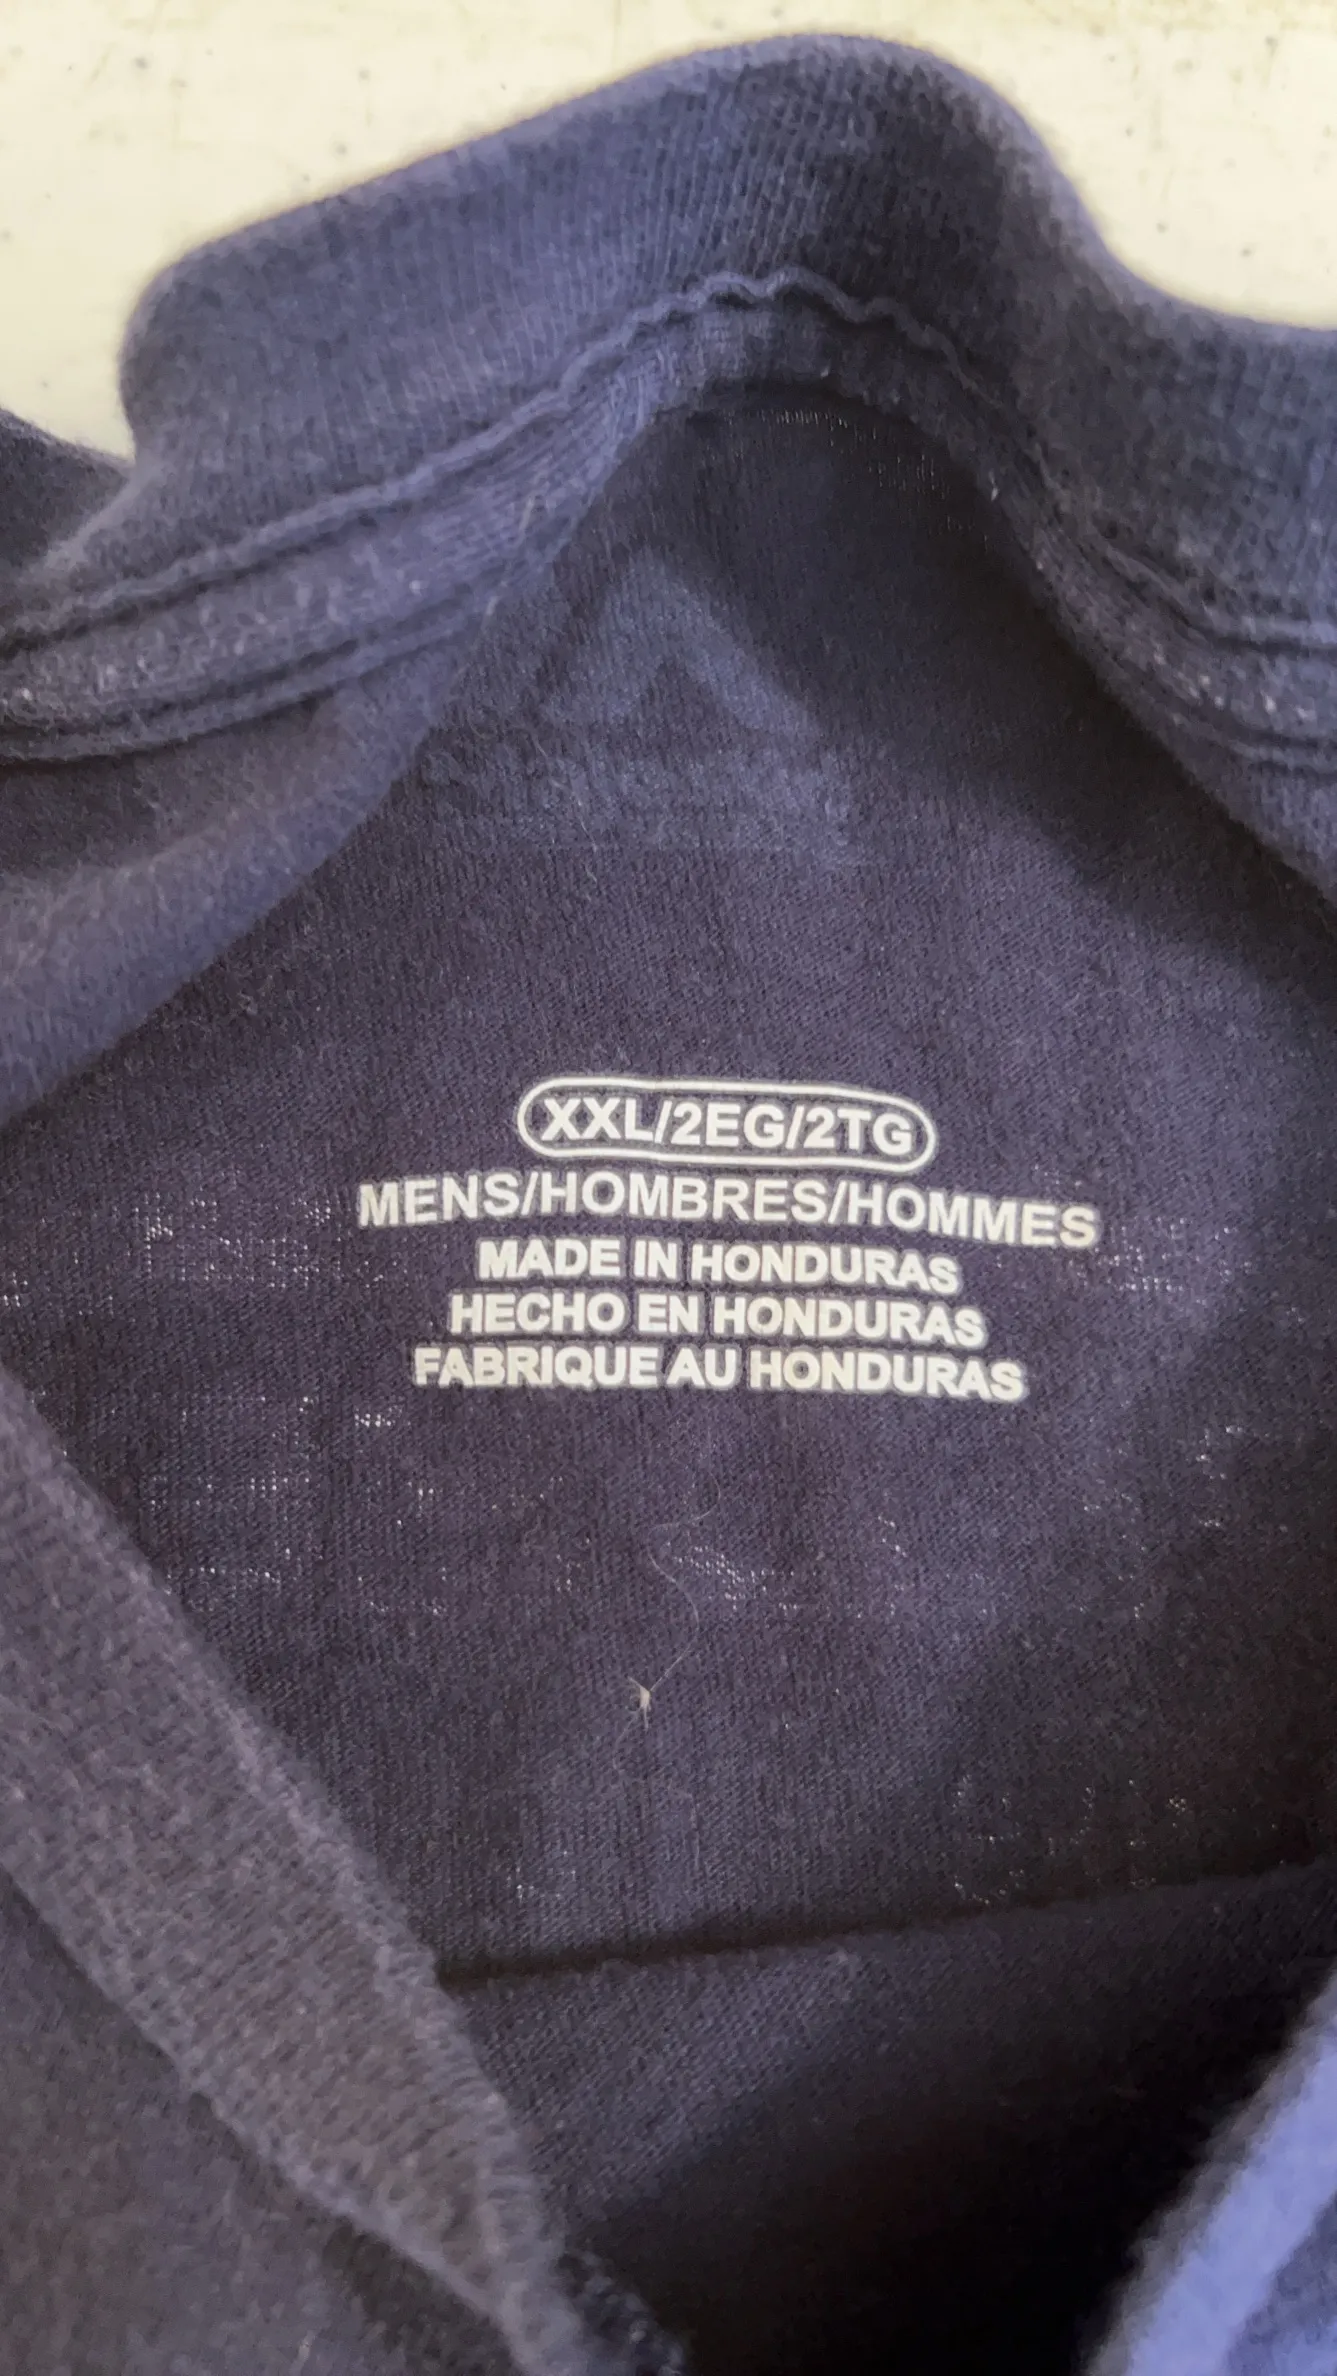 XXL/2EG/2TG
MENS/HOMBRES/HOMMES
MADE IN HONDURAS
HECHO EN HONDURAS
FABRIQUE AU HONDURAS